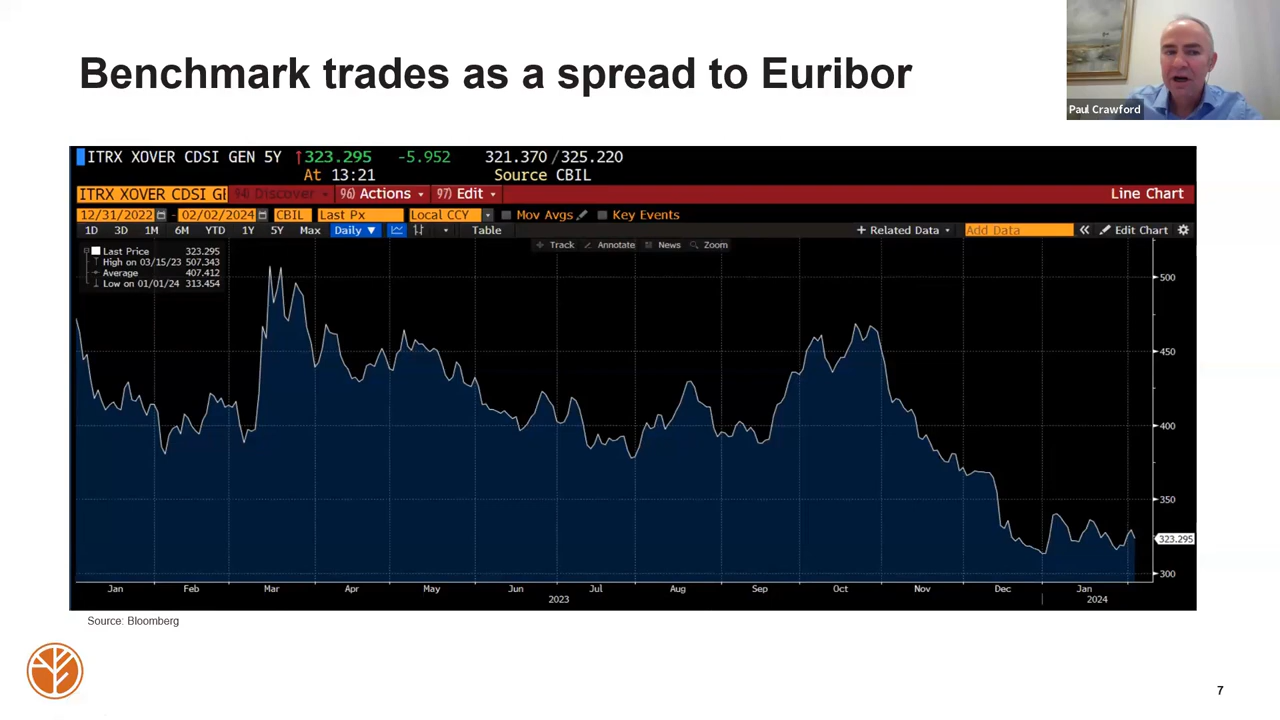 Benchmark trades as a spread to Euribor
Paul Crawford
ITRX XOVER CDSI GEN 5Y ↑323.295 -5.952 321.370/325.220
At 13:21 Source CBIL
ITRX XOVER CDSI GE 94) Discover 96) Actions 97) Edit Line Chart
12/31/2022 - 02/02/2024 CBIL Last Px Local CCY Mov Avgs Key Events
1D 3D 1M 6M YTD 1Y 5Y Max Daily ▼ Table + Related Data Add Data « Edit Chart
Track Annotate News Zoom
Last Price 323.295
High on 03/15/23 507.343
Average 407.412
Low on 01/01/24 313.454
500
450
400
350
323.295
300
Jan Feb Mar Apr May Jun Jul Aug Sep Oct Nov Dec Jan
2023 2024
Source: Bloomberg
7